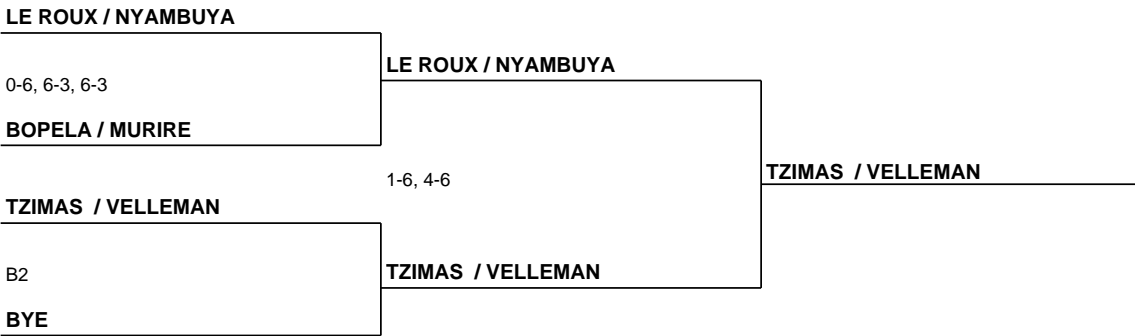 LE ROUX / NYAMBUYA
0-6, 6-3, 6-3
BOPELA / MURIRE
TZIMAS / VELLEMAN
B2
BYE
LE ROUX / NYAMBUYA
1-6, 4-6
TZIMAS / VELLEMAN
TZIMAS / VELLEMAN